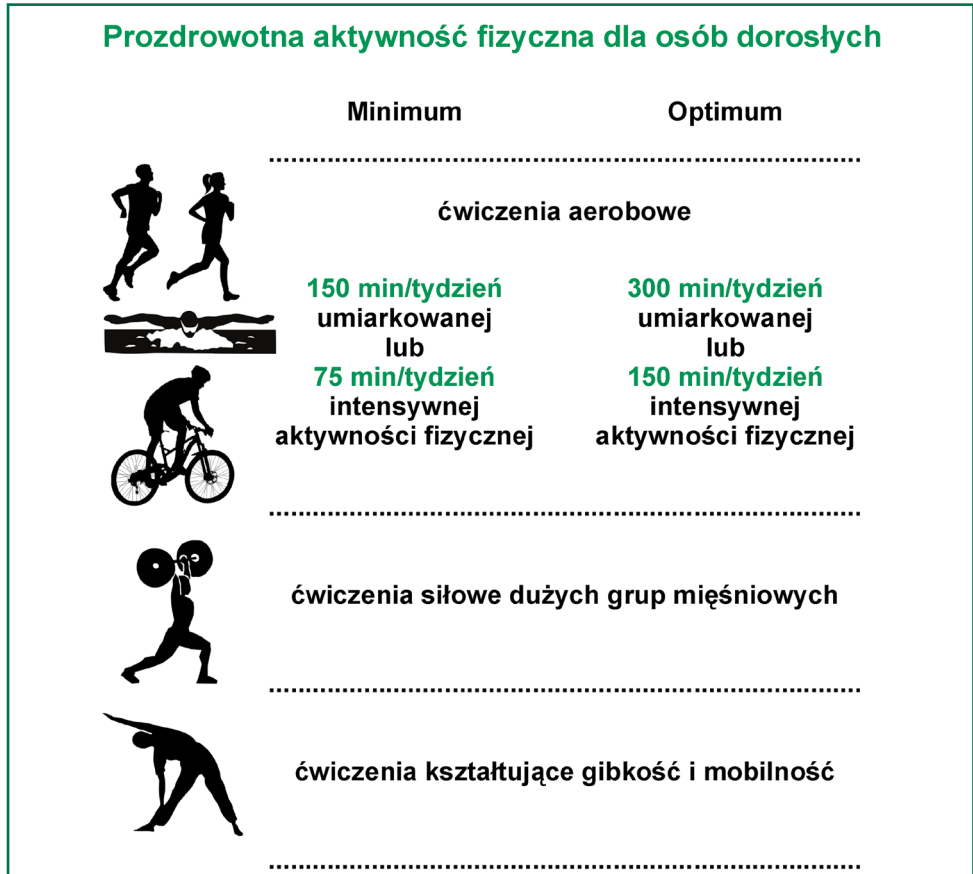 Prozdrowotna aktywność fizyczna dla osób dorosłych
Minimum Optimum
ćwiczenia aerobowe
150 min/tydzień 300 min/tydzień
umiarkowanej umiarkowanej
lub lub
75 min/tydzień 150 min/tydzień
intensywnej intensywnej
aktywności fizycznej aktywności fizycznej
ćwiczenia siłowe dużych grup mięśniowych
ćwiczenia kształtujące gibkość i mobilność